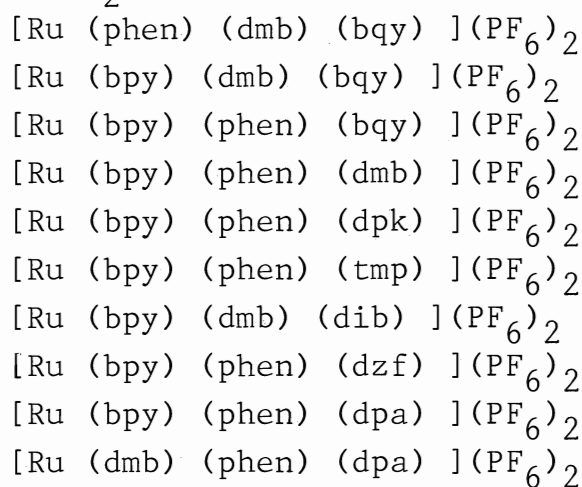 2
[Ru (phen) (dmb) (bqy) ](PF6)2
[Ru (bpy) (dmb) (bqy) ](PF6)2
[Ru (bpy) (phen) (bqy) ](PF6)2
[Ru (bpy) (phen) (dmb) ](PF6)2
[Ru (bpy) (phen) (dpk) ](PF6)2
[Ru (bpy) (phen) (tmp) ](PF6)2
[Ru (bpy) (dmb) (dib) ](PF6)2
[Ru (bpy) (phen) (dzf) ](PF6)2
[Ru (bpy) (phen) (dpa) ](PF6)2
[Ru (dmb) (phen) (dpa) ](PF6)2